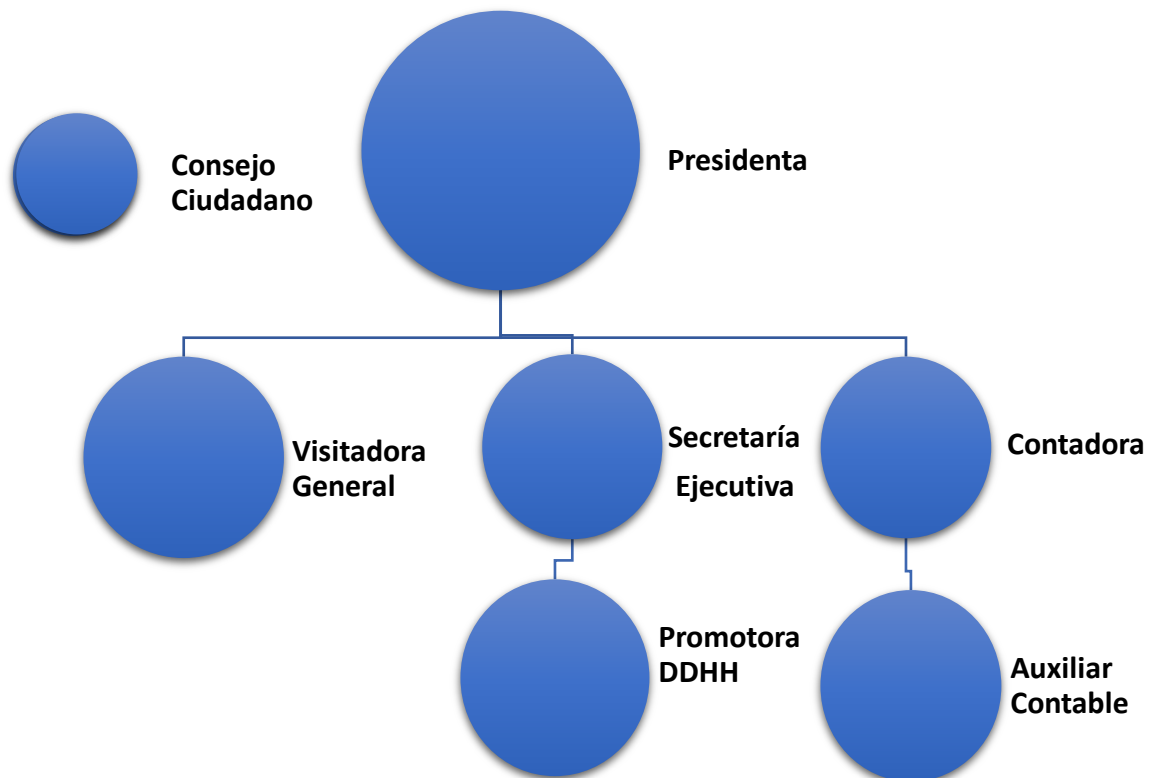 Consejo
Ciudadano
Presidenta
Visitadora
General
Secretaría
Ejecutiva
Contadora
Promotora
DDHH
Auxiliar
Contable